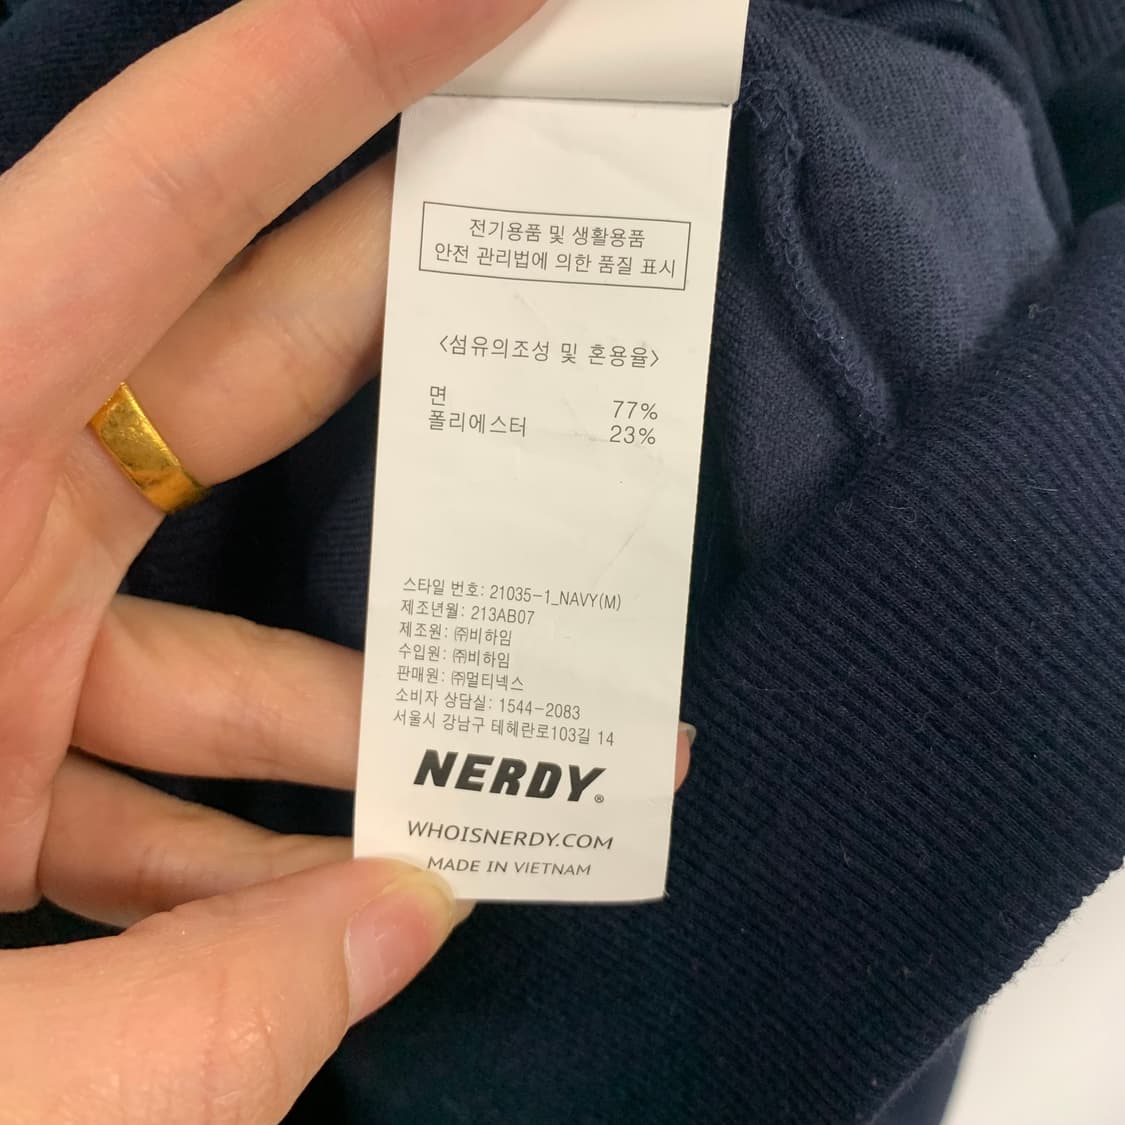 전기용품 및 생활용품
안전 관리법에 의한 품질 표시
<섬유의조성 및 혼용율>
면 77%
폴리에스터 23%
스타일 번호: 21035-1_NAVY(M)
제조년월: 213AB07
제조원: ㈜비하임
수입원: ㈜비하임
판매원: ㈜멀티넥스
소비자 상담실: 1544-2083
서울시 강남구 테헤란로103길 14
NERDY®
WHOISNERDY.COM
MADE IN VIETNAM